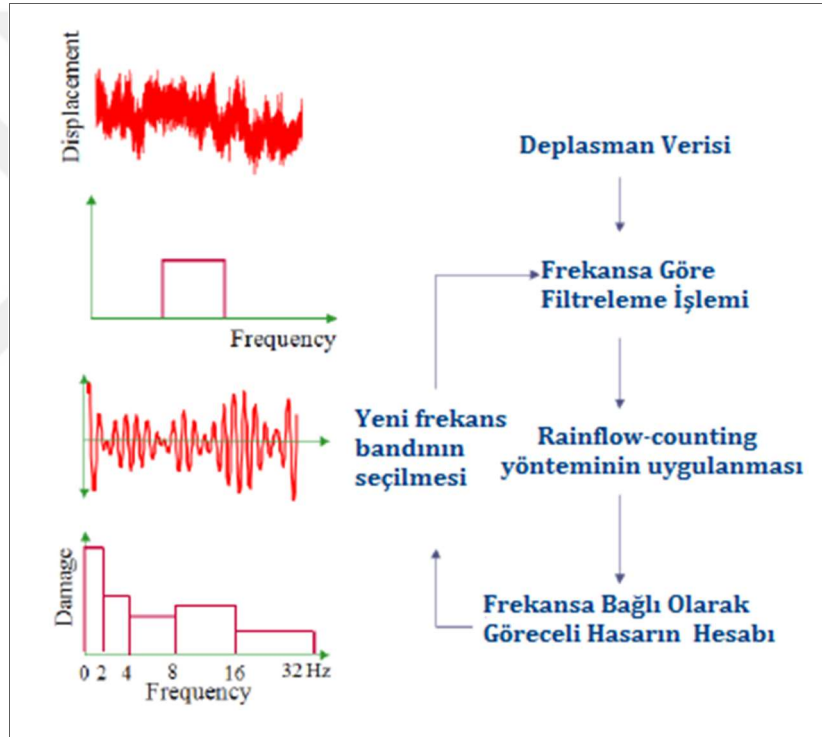 Displacement
Deplasman Verisi
Frekansa Göre
Filtreleme İşlemi
Frequency
Yeni frekans
bandının
seçilmesi
Rainflow-counting
yönteminin uygulanması
Damage
0 2 4 8 16 32 Hz
Frequency
Frekansa Bağlı Olarak
Göreceli Hasarın Hesabı